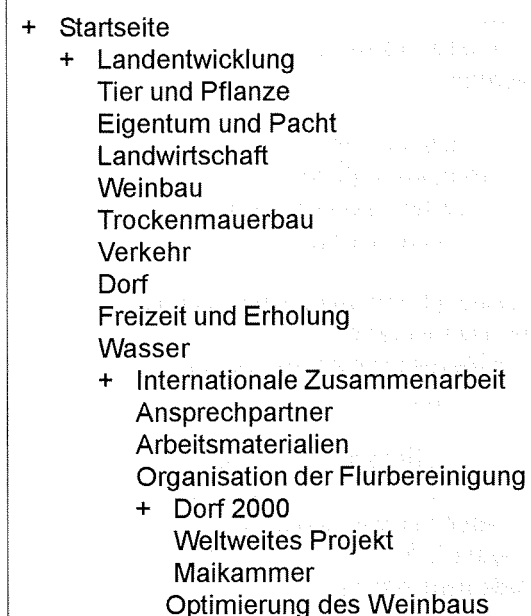 + Startseite
+ Landentwicklung
Tier und Pflanze
Eigentum und Pacht
Landwirtschaft
Weinbau
Trockenmauerbau
Verkehr
Dorf
Freizeit und Erholung
Wasser
+ Internationale Zusammenarbeit
Ansprechpartner
Arbeitsmaterialien
Organisation der Flurbereinigung
+ Dorf 2000
Weltweites Projekt
Maikammer
Optimierung des Weinbaus